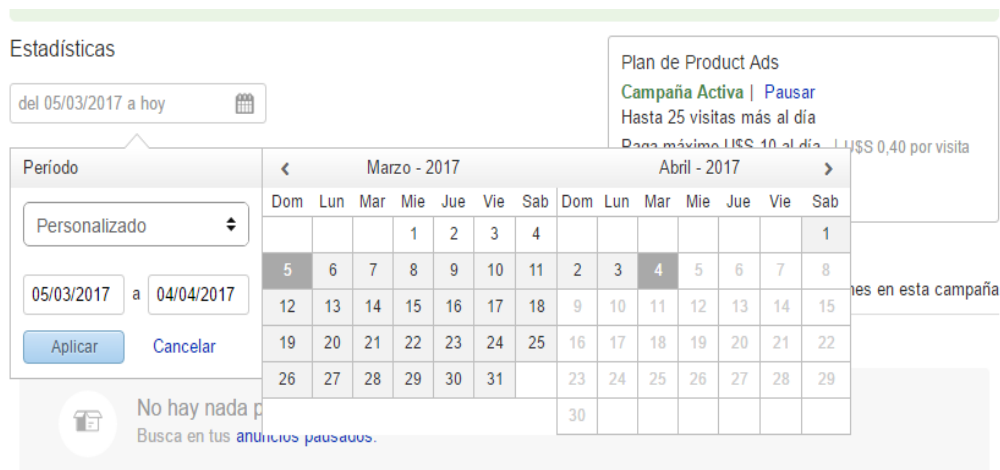 Estadísticas
del 05/03/2017 a hoy
Plan de Product Ads
Campaña Activa | Pausar
Hasta 25 visitas más al día
Paga máximo U$S 10 al día | U$S 0,40 por visita
Período
Personalizado
05/03/2017 a 04/04/2017
Aplicar Cancelar
Marzo - 2017
Dom Lun Mar Mie Jue Vie Sab
1 2 3 4
5 6 7 8 9 10 11
12 13 14 15 16 17 18
19 20 21 22 23 24 25
26 27 28 29 30 31
Abril - 2017
Dom Lun Mar Mie Jue Vie Sab
1
2 3 4 5 6 7 8
9 10 11 12 13 14 15
16 17 18 19 20 21 22
23 24 25 26 27 28 29
30
en esta campaña
No hay nada
Busca en tus anuncios pausados.